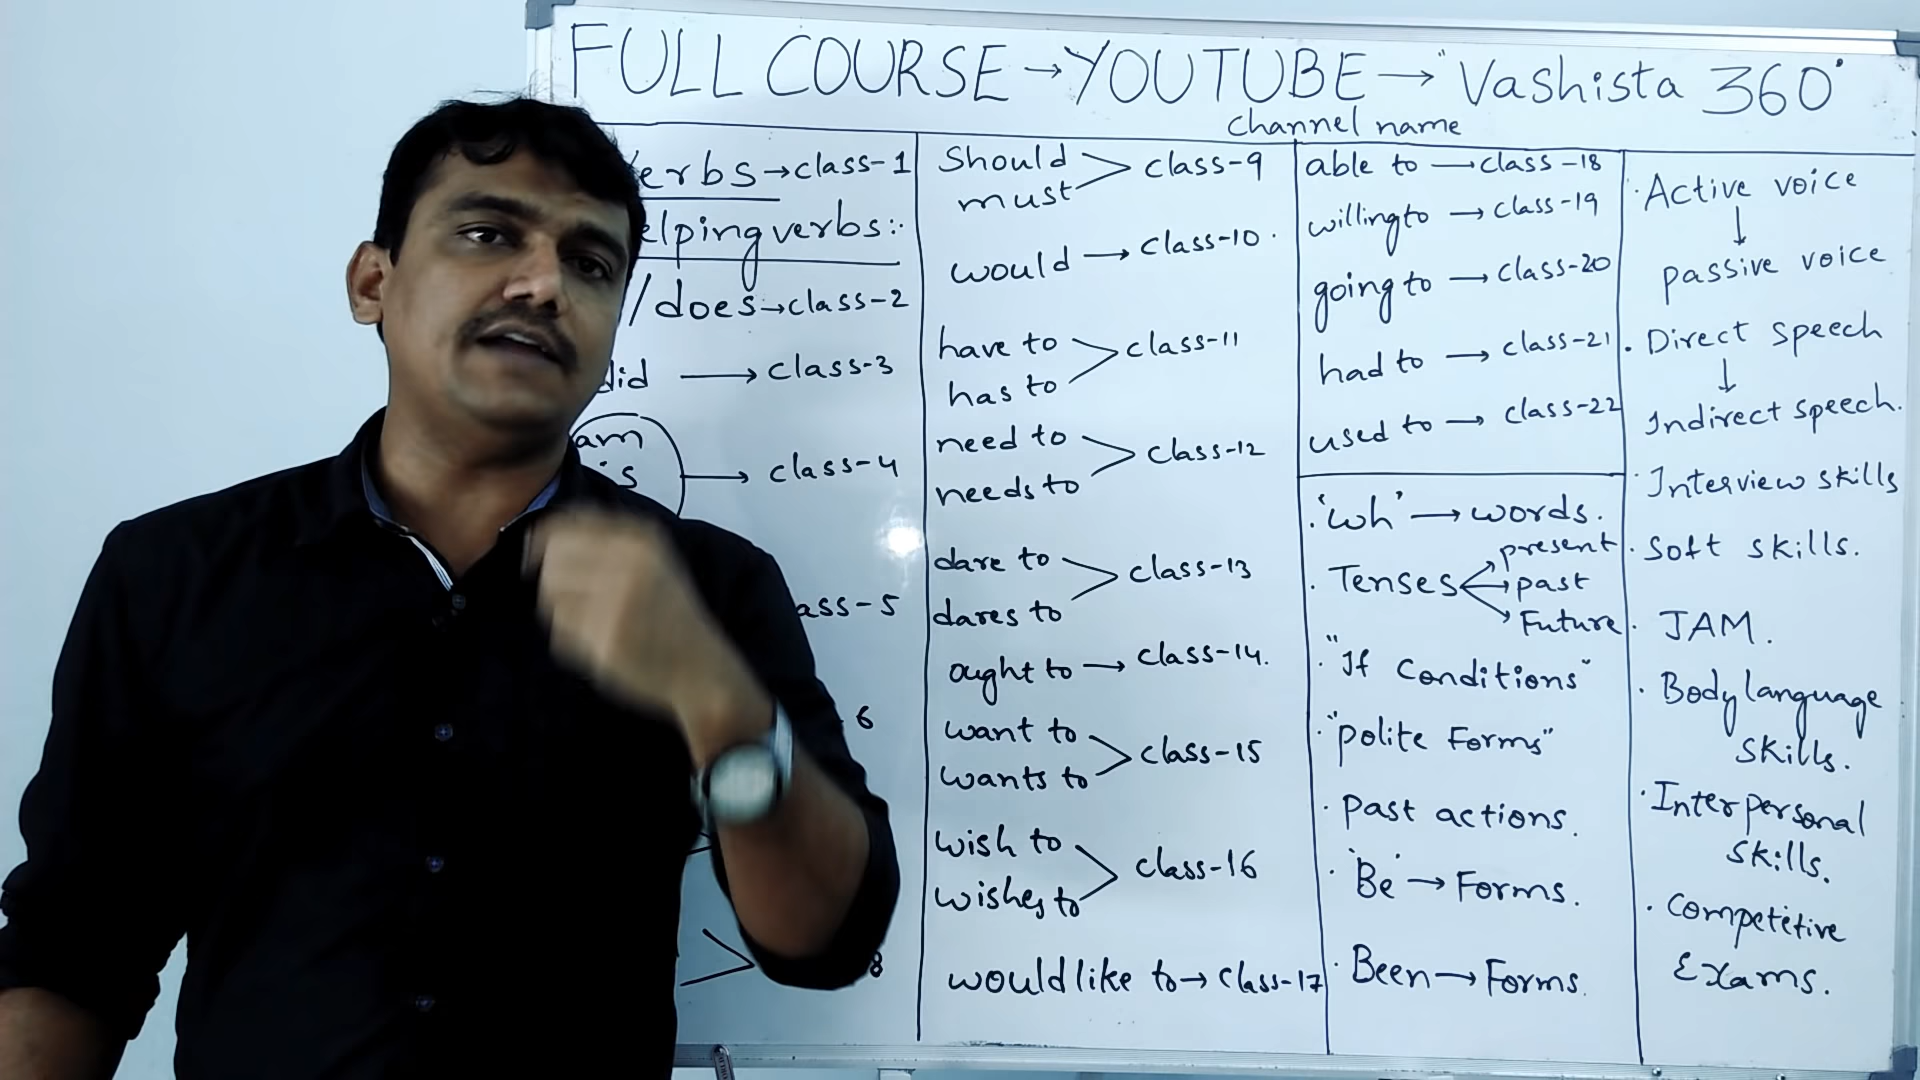 FULL COURSE → YOUTUBE → "Vashista 360°
channel name
erbs → class-1
elping verbs:
/does → class-2
did → class-3
am
is → class-4
ass-5
6
8
Should
must
class-9
would → class-10
have to
has to
class-11
need to
needs to
class-12
dare to
dares to
class-13
ought to → class-14.
want to
wants to
class-15
wish to
wishes to
class-16
would like to → class-17
able to → class-18
willing to → class-19
going to → class-20
had to → class-21
used to → class-22
'wh' → words.
Tenses
present
past
Future
"If Conditions"
"polite Forms"
past actions.
'Be' → Forms.
Been → Forms.
Active voice
↓
passive voice
Direct speech
↓
Indirect speech.
Interview skills
Soft skills.
JAM.
Body language
skills.
Interpersonal
skills.
Competitive
Exams.